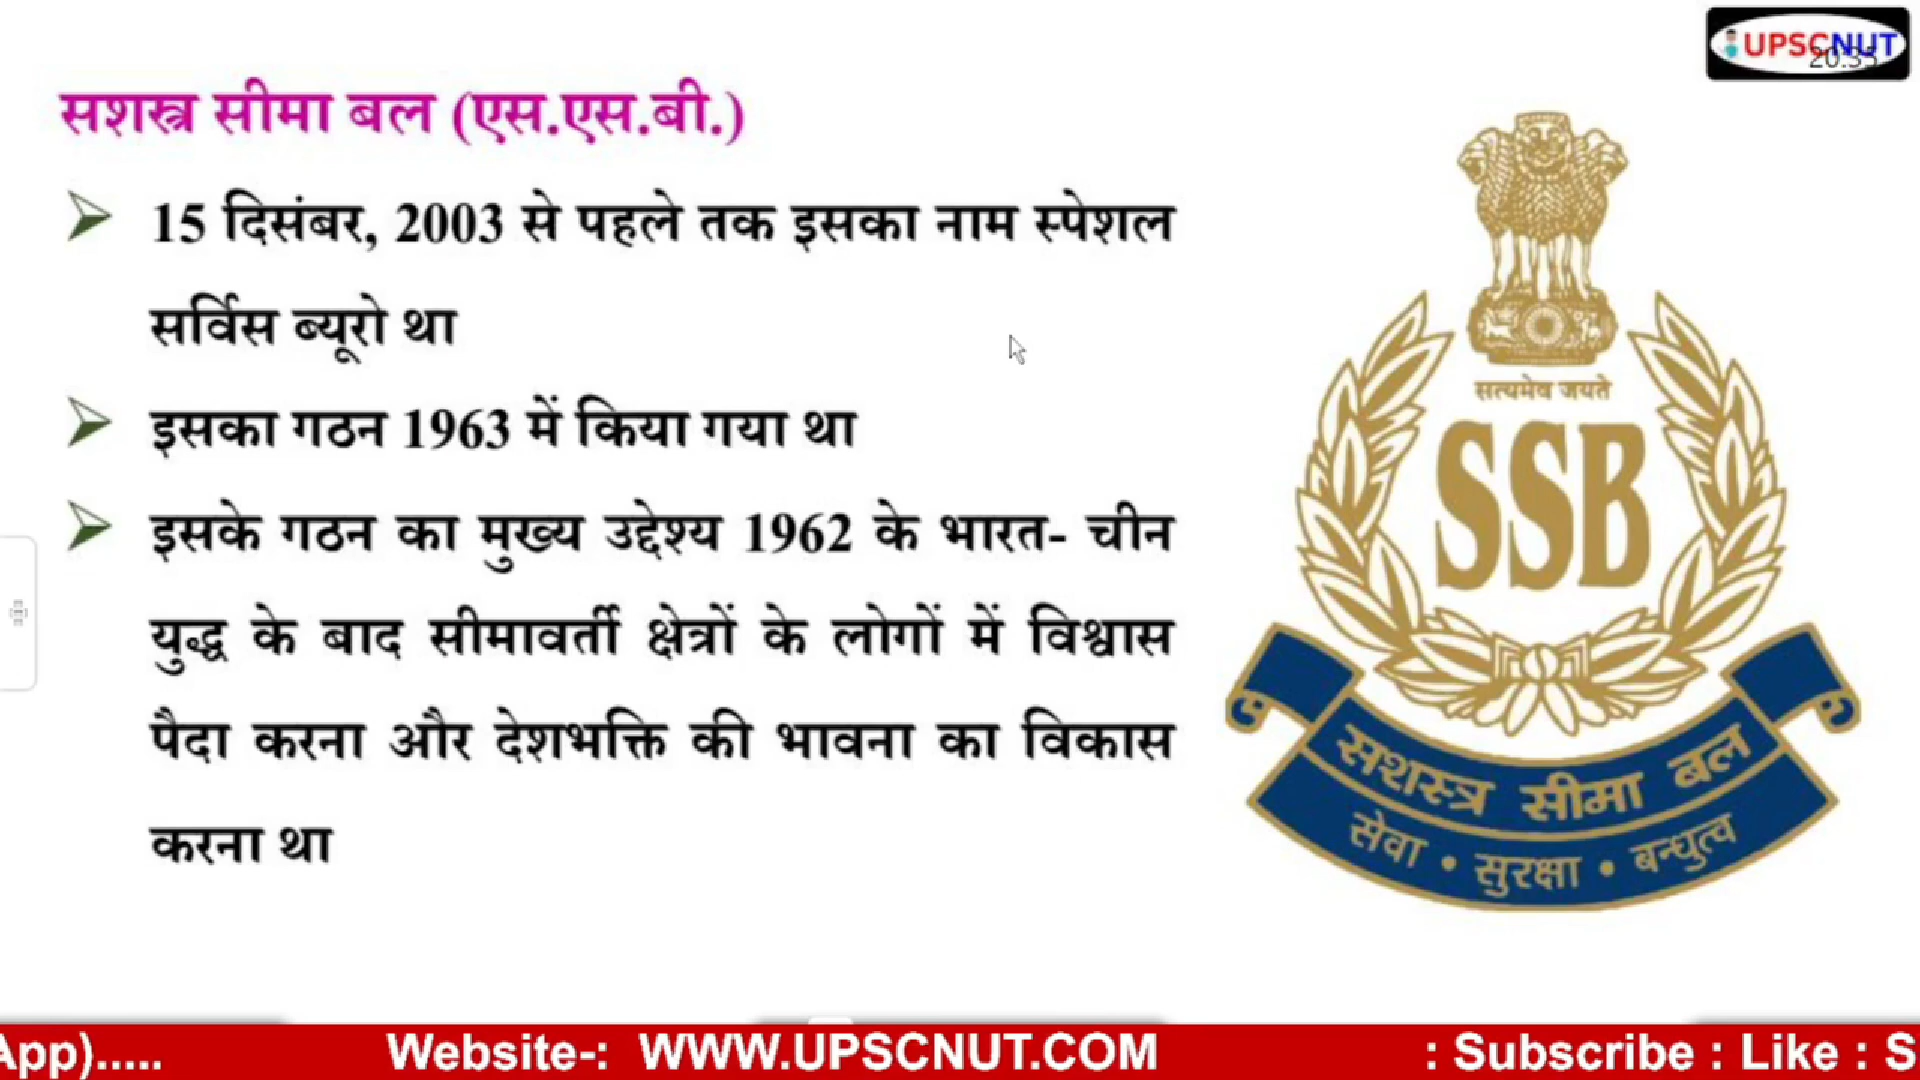 UPSCNUT
20:35
सशस्त्र सीमा बल (एस.एस.बी.)
15 दिसंबर, 2003 से पहले तक इसका नाम स्पेशल
सर्विस ब्यूरो था
इसका गठन 1963 में किया गया था
इसके गठन का मुख्य उद्देश्य 1962 के भारत- चीन
युद्ध के बाद सीमावर्ती क्षेत्रों के लोगों में विश्वास
पैदा करना और देशभक्ति की भावना का विकास
करना था
सत्यमेव जयते
SSB
सशस्त्र सीमा बल
सेवा • सुरक्षा • बन्धुत्व
App)..... Website-: WWW.UPSCNUT.COM : Subscribe : Like : S